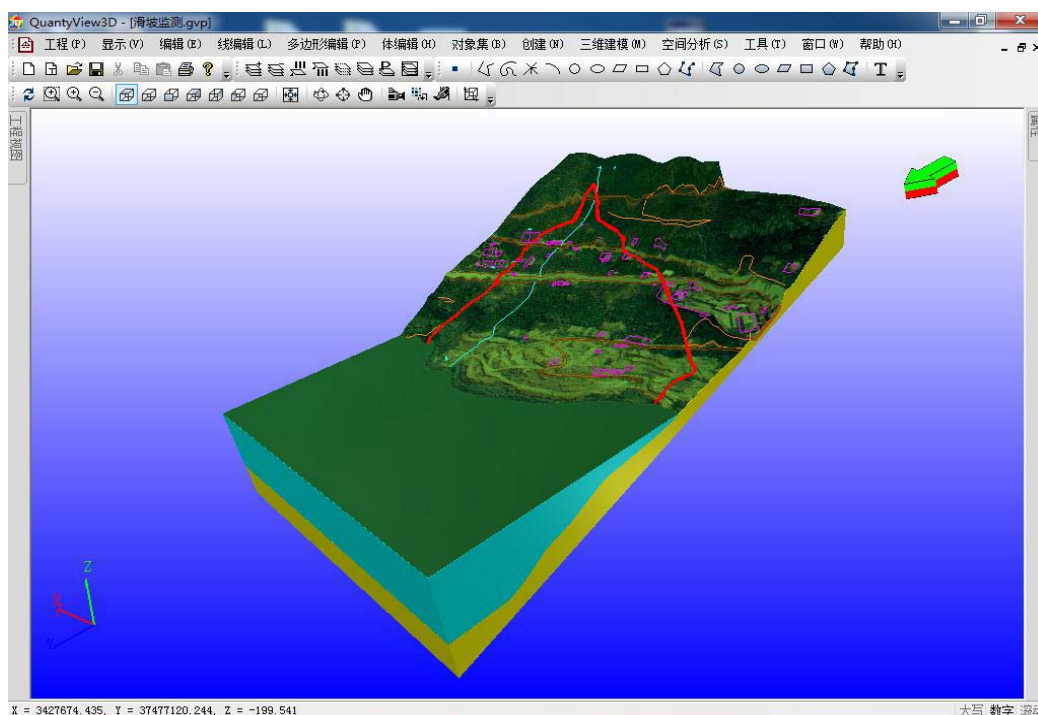 QuantyView3D - [滑坡监测.gvp]
工程(P) 显示(V) 编辑(E) 线编辑(L) 多边形编辑(P) 体编辑(H) 对象集(B) 创建(N) 三维建模(M) 空间分析(S) 工具(T) 窗口(W) 帮助(H)
T
工程视图
属性
Z
X
Y
X = 3427674.435, Y = 37477120.244, Z = -199.541
大写 数字 滚动